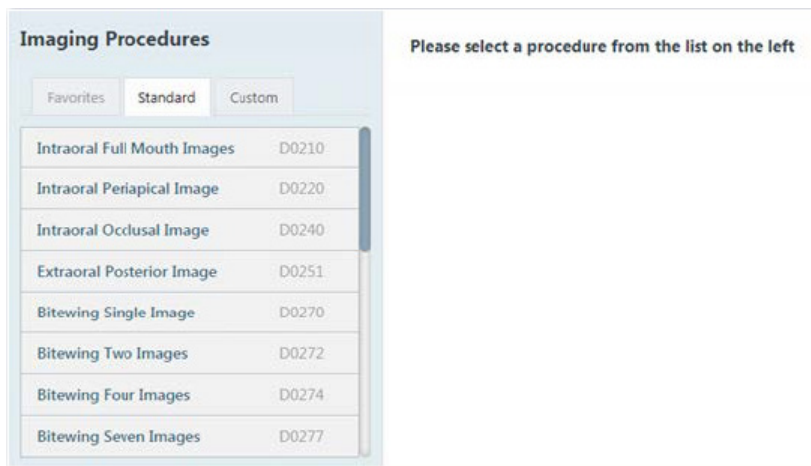 Imaging Procedures
Please select a procedure from the list on the left
Favorites Standard Custom
Intraoral Full Mouth Images D0210
Intraoral Periapical Image D0220
Intraoral Occlusal Image D0240
Extraoral Posterior Image D0251
Bitewing Single Image D0270
Bitewing Two Images D0272
Bitewing Four Images D0274
Bitewing Seven Images D0277